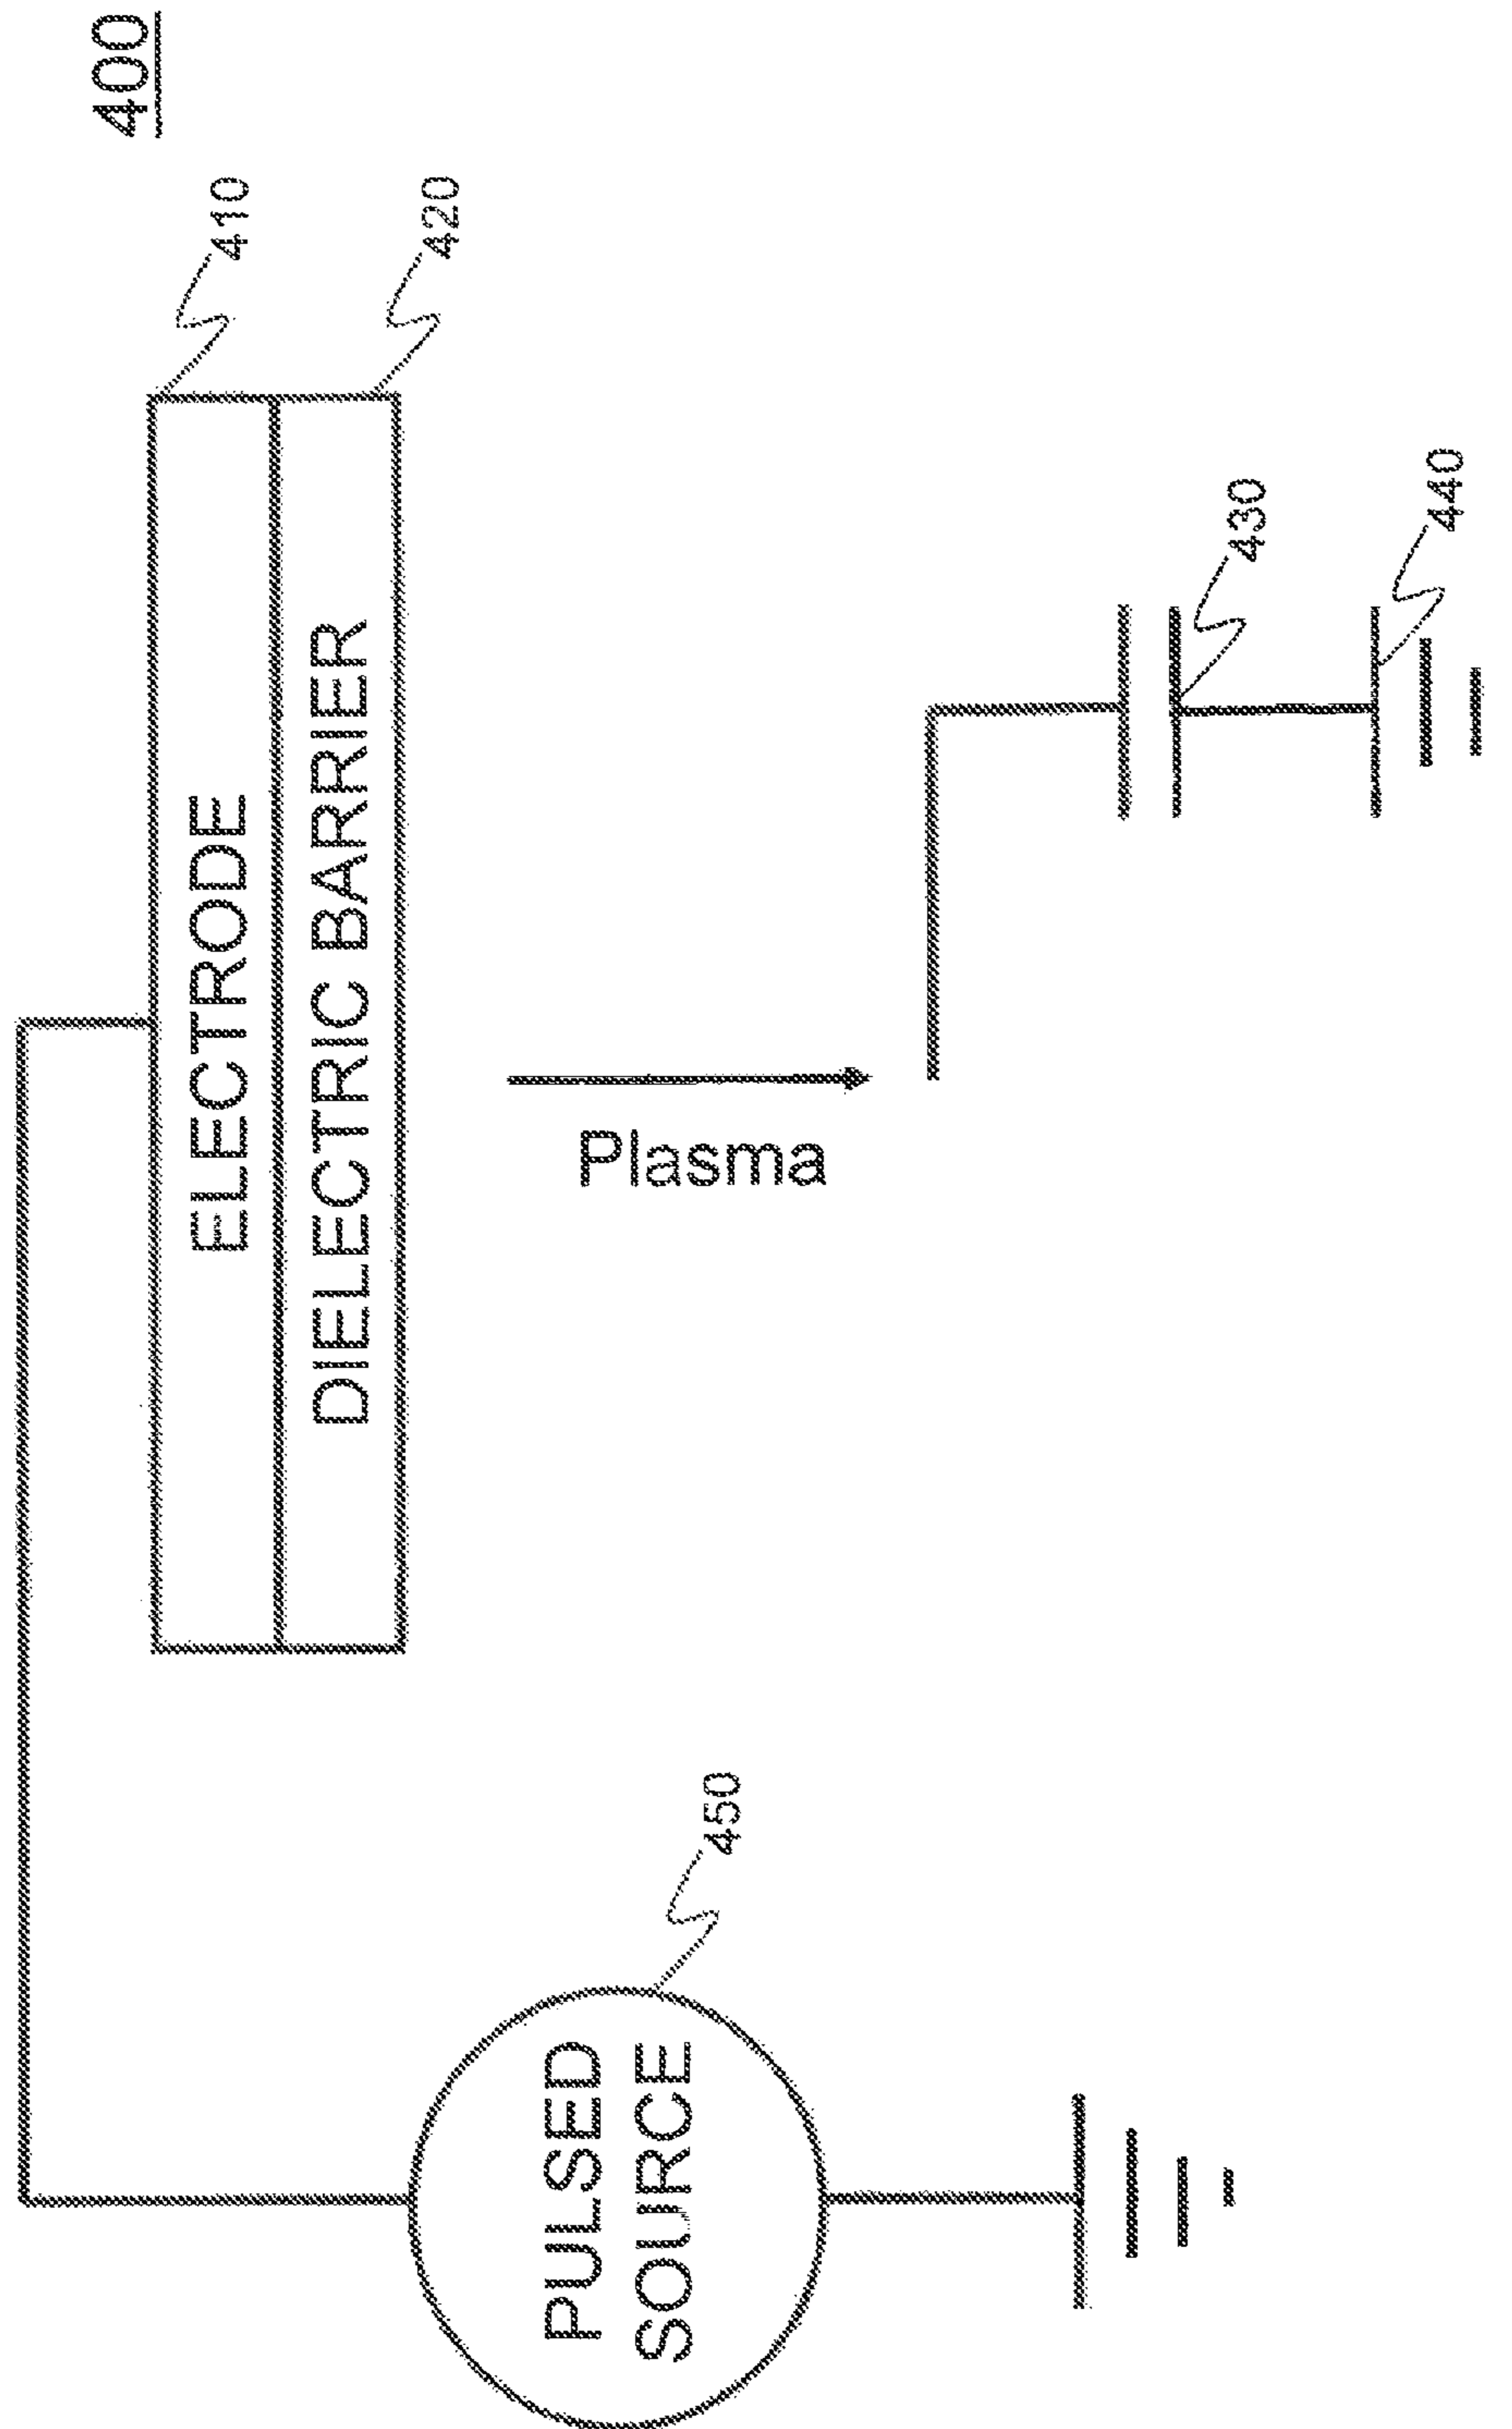 400
410
ELECTRODE
420
DIELECTRIC BARRIER
Plasma
430
440
450
PULSED
SOURCE